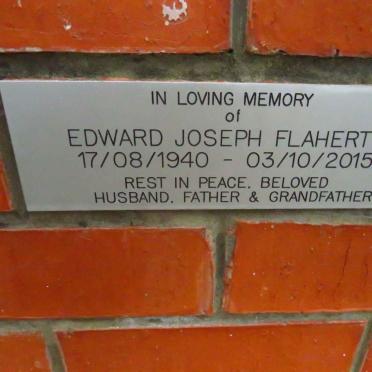 IN LOVING MEMORY
of
EDWARD JOSEPH FLAHERT
17/08/1940 - 03/10/2015
REST IN PEACE. BELOVED
HUSBAND. FATHER & GRANDFATHER